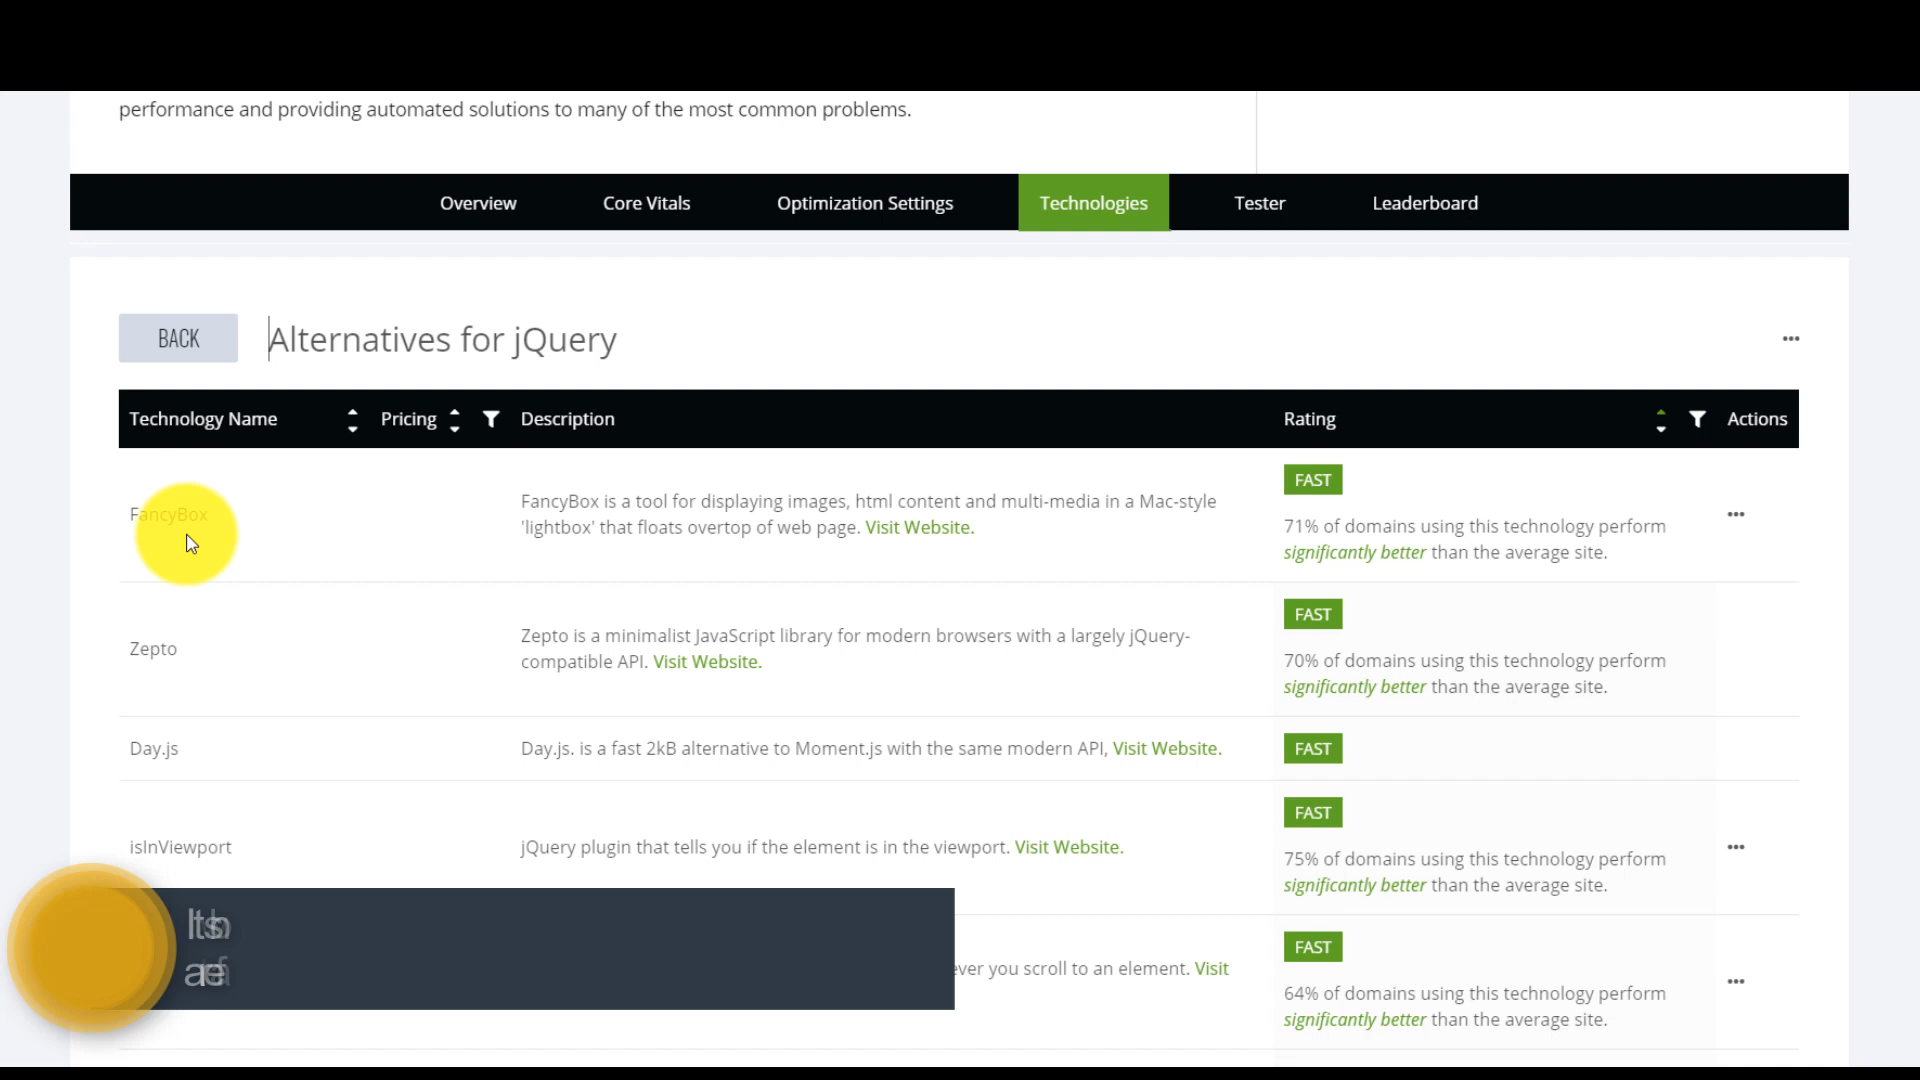 performance and providing automated solutions to many of the most common problems.
Overview Core Vitals Optimization Settings Technologies Tester Leaderboard
BACK Alternatives for jQuery
Technology Name Pricing Description Rating Actions
FancyBox
FancyBox is a tool for displaying images, html content and multi-media in a Mac-style
'lightbox' that floats overtop of web page. Visit Website.
FAST
71% of domains using this technology perform
significantly better than the average site.
Zepto
Zepto is a minimalist JavaScript library for modern browsers with a largely jQuery-
compatible API. Visit Website.
FAST
70% of domains using this technology perform
significantly better than the average site.
Day.js
Day.js. is a fast 2kB alternative to Moment.js with the same modern API, Visit Website.
FAST
isInViewport
jQuery plugin that tells you if the element is in the viewport. Visit Website.
FAST
75% of domains using this technology perform
significantly better than the average site.
you scroll to an element. Visit
FAST
64% of domains using this technology perform
significantly better than the average site.